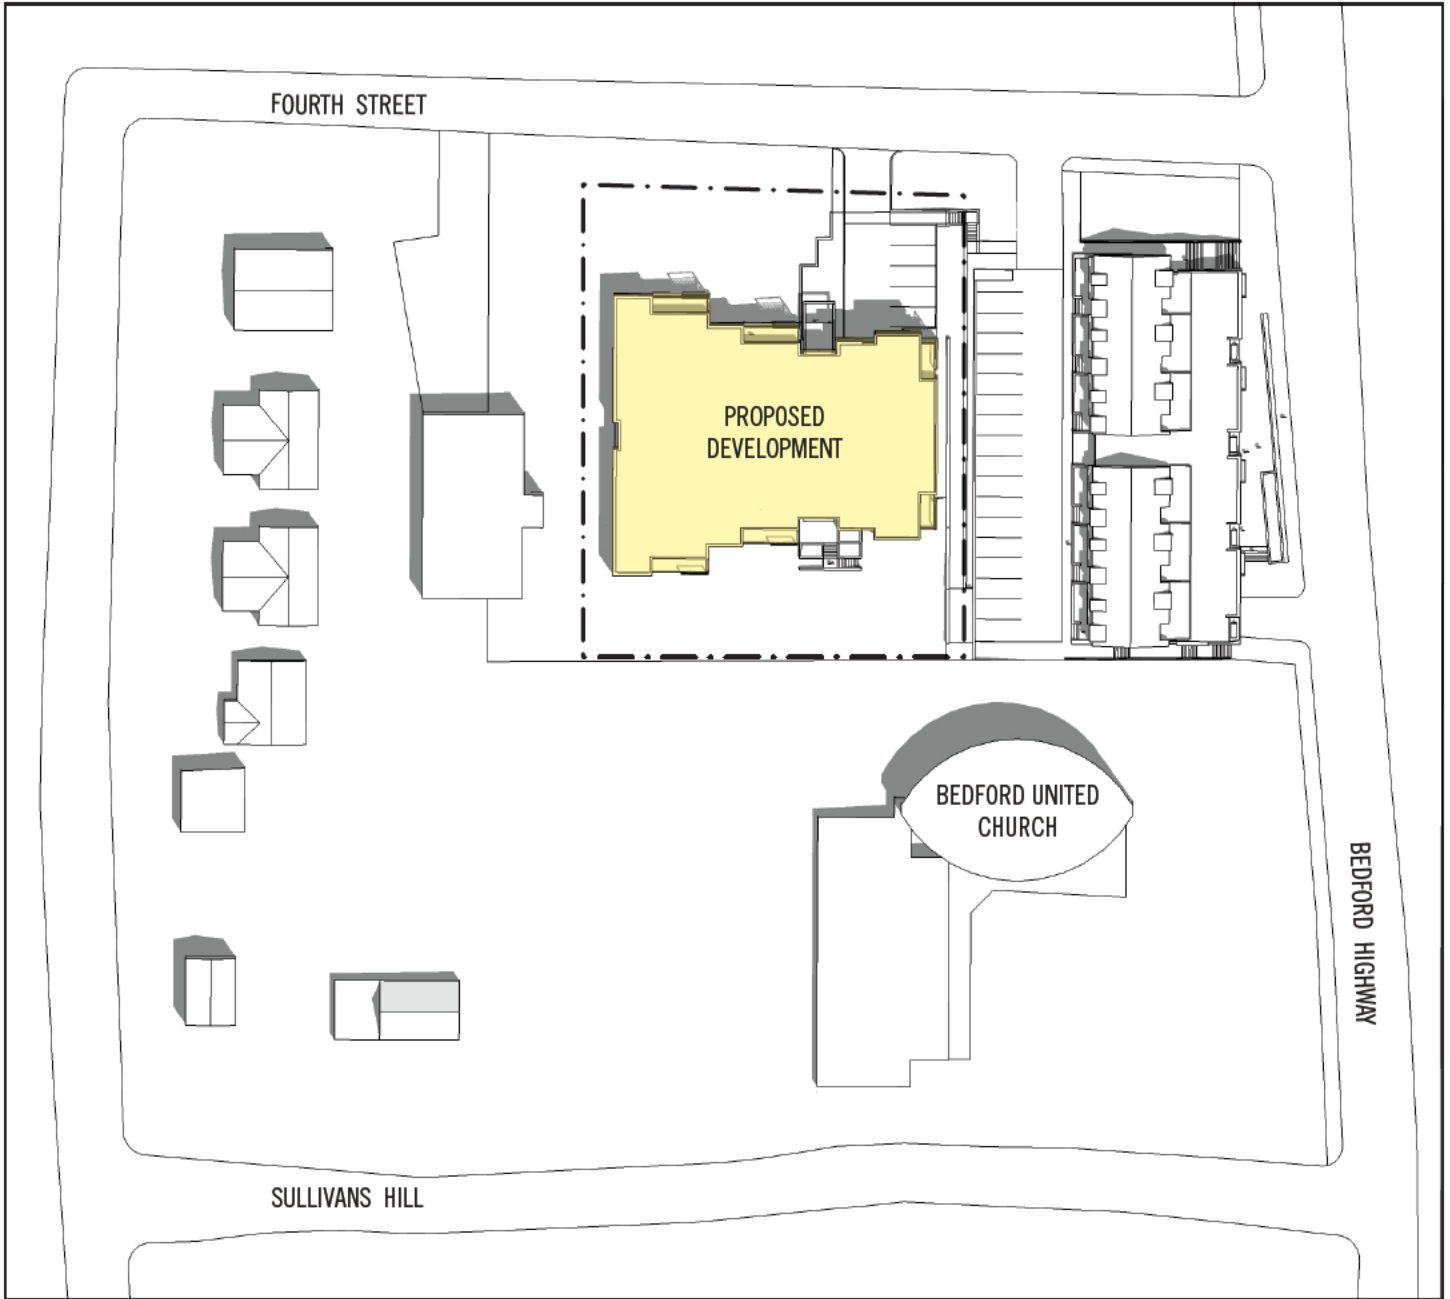 FOURTH STREET
PROPOSED
DEVELOPMENT
BEDFORD UNITED
CHURCH
BEDFORD HIGHWAY
SULLIVANS HILL